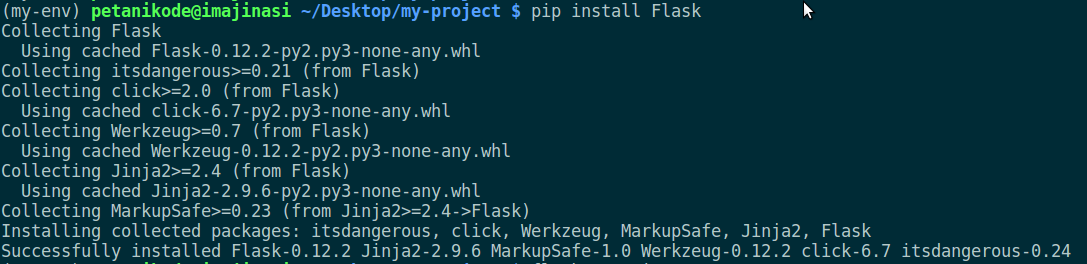 (my-env) petanikode@imajinasi ~/Desktop/my-project $ pip install Flask
Collecting Flask
  Using cached Flask-0.12.2-py2.py3-none-any.whl
Collecting itsdangerous>=0.21 (from Flask)
Collecting click>=2.0 (from Flask)
  Using cached click-6.7-py2.py3-none-any.whl
Collecting Werkzeug>=0.7 (from Flask)
  Using cached Werkzeug-0.12.2-py2.py3-none-any.whl
Collecting Jinja2>=2.4 (from Flask)
  Using cached Jinja2-2.9.6-py2.py3-none-any.whl
Collecting MarkupSafe>=0.23 (from Jinja2>=2.4->Flask)
Installing collected packages: itsdangerous, click, Werkzeug, MarkupSafe, Jinja2, Flask
Successfully installed Flask-0.12.2 Jinja2-2.9.6 MarkupSafe-1.0 Werkzeug-0.12.2 click-6.7 itsdangerous-0.24